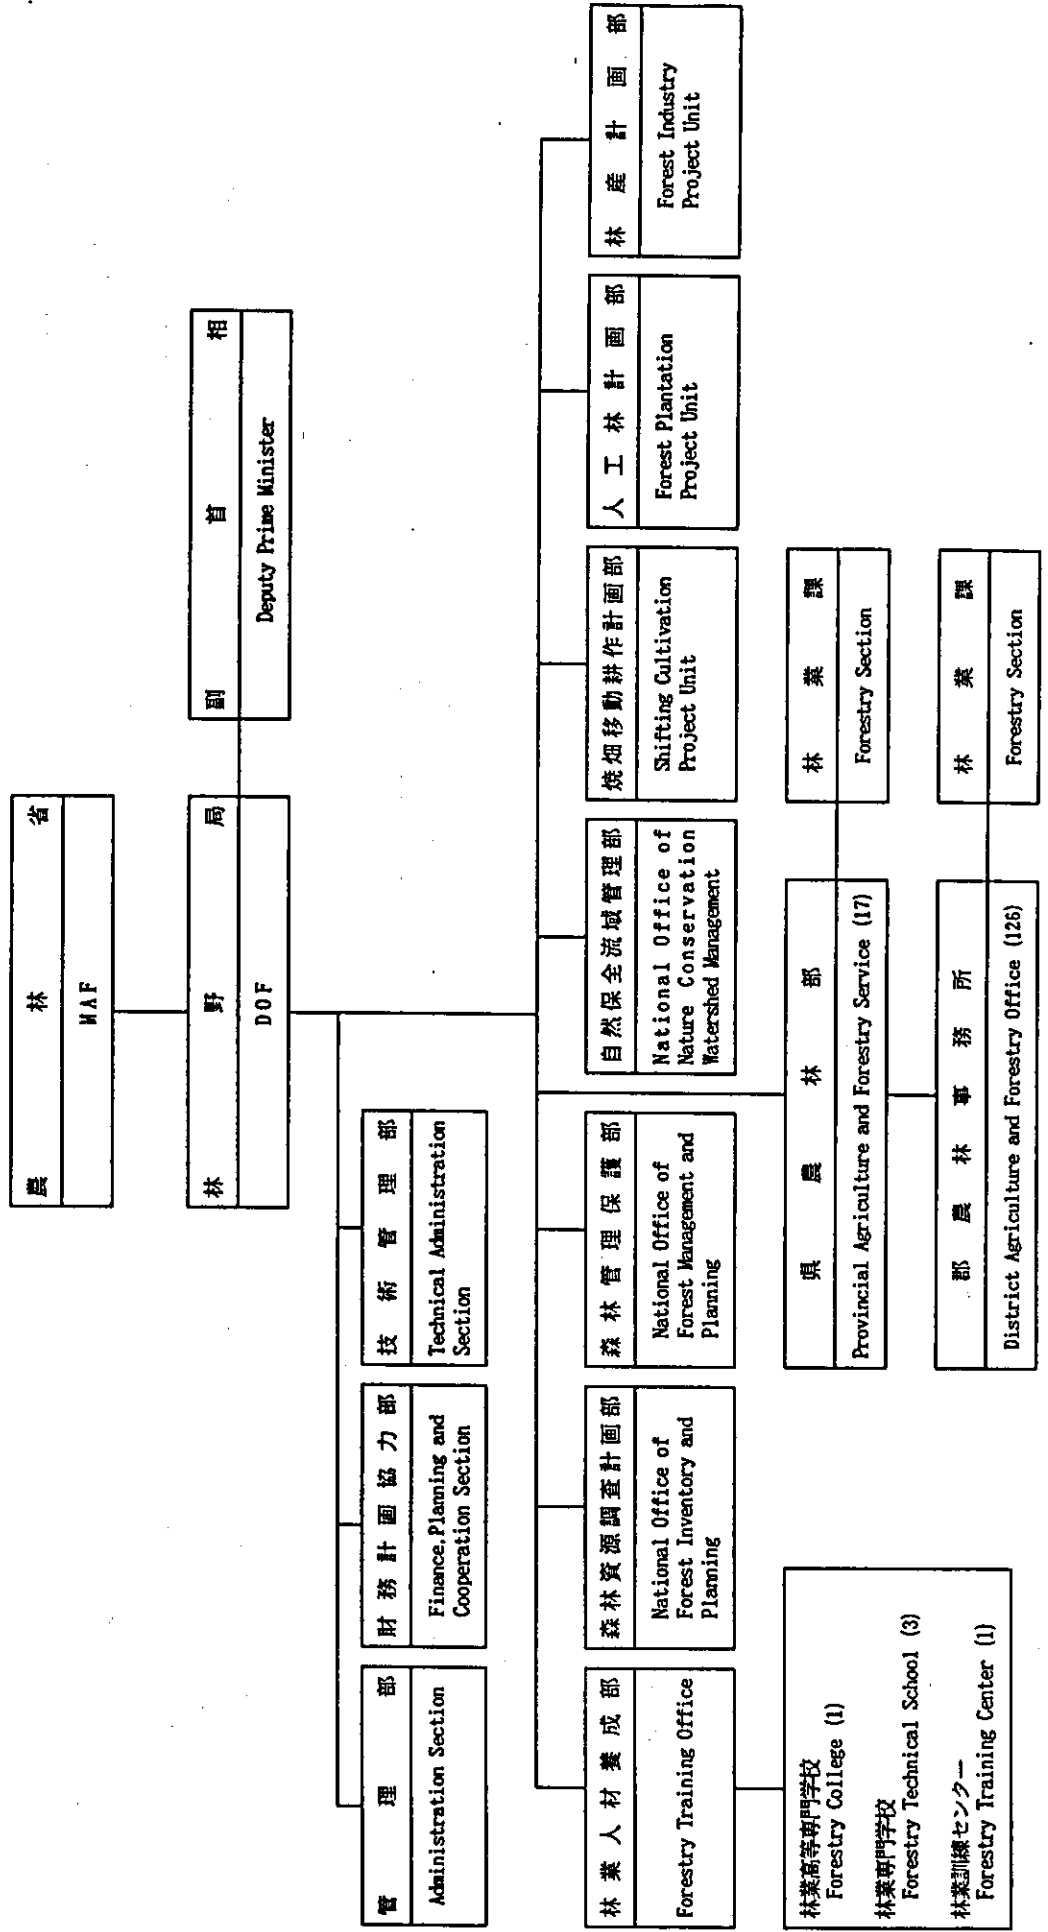 農林省
MAF
林野局
DOF
副首相
Deputy Prime Minister
管理部
Administration Section
財務計画協力部
Finance, Planning and
Cooperation Section
技術管理部
Technical Administration
Section
林業人材養成部
Forestry Training Office
森林資源調査計画部
National Office of
Forest Inventory and
Planning
森林管理保護部
National Office of
Forest Management and
Planning
自然保全流域管理部
National Office of
Nature Conservation
Watershed Management
焼畑移動耕作計画部
Shifting Cultivation
Project Unit
人工林計画部
Forest Plantation
Project Unit
林産計画部
Forest Industry
Project Unit
林業高等専門学校
Forestry College (1)
林業専門学校
Forestry Technical School (3)
林業訓練センター
Forestry Training Center (1)
県農林部
Provincial Agriculture and Forestry Service (17)
林業課
Forestry Section
郡農林事務所
District Agriculture and Forestry Office (126)
林業課
Forestry Section